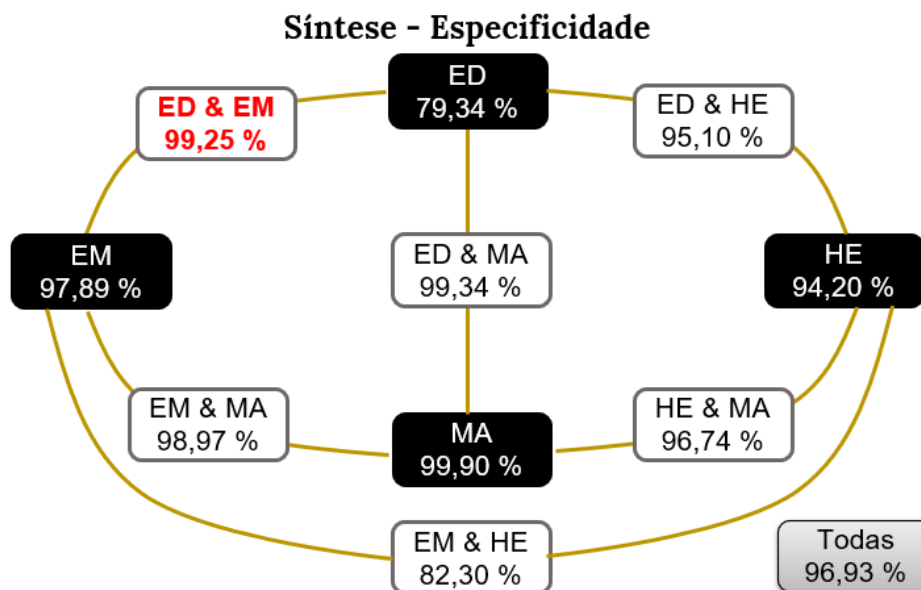 Síntese - Especificidade
ED
79,34 %
ED & EM
99,25 %
ED & HE
95,10 %
EM
97,89 %
ED & MA
99,34 %
HE
94,20 %
EM & MA
98,97 %
MA
99,90 %
HE & MA
96,74 %
EM & HE
82,30 %
Todas
96,93 %